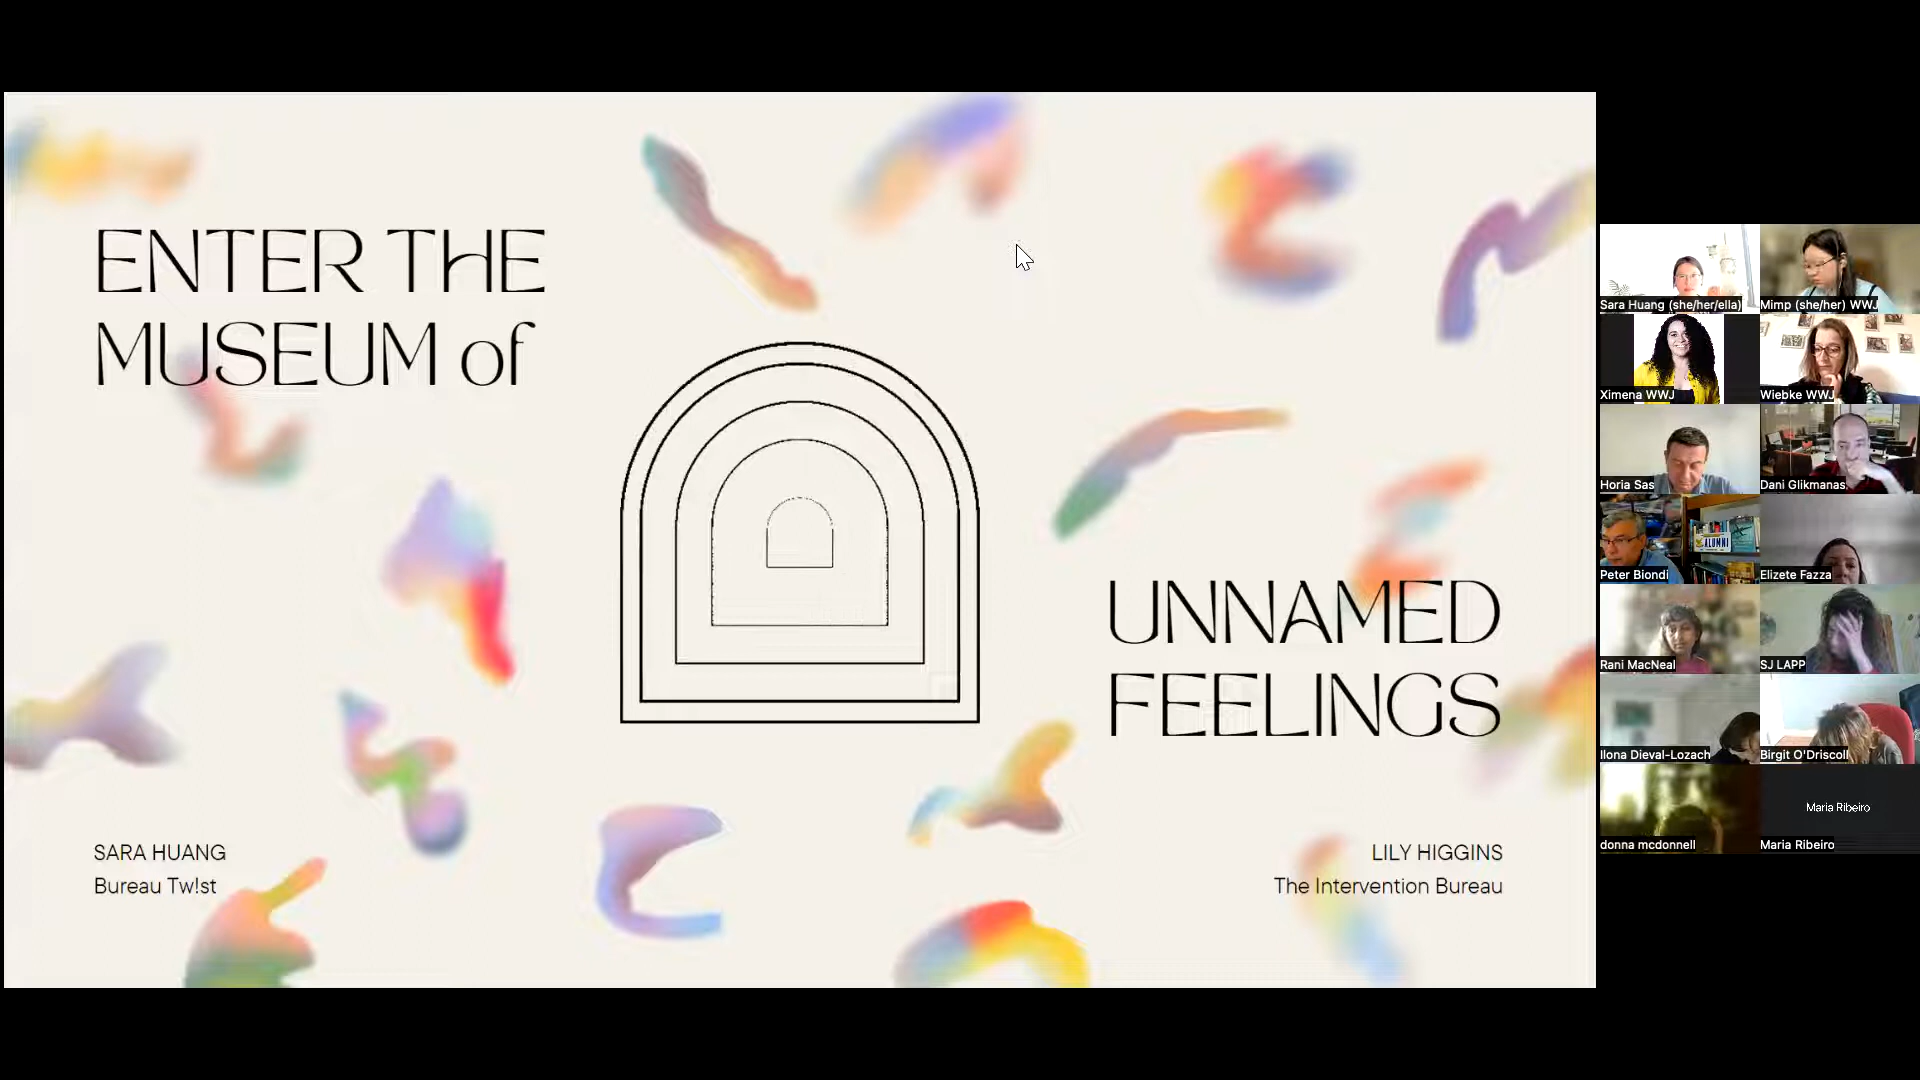 ENTER THE
MUSEUM of
UNNAMED
FEELINGS
SARA HUANG
Bureau Tw!st
LILY HIGGINS
The Intervention Bureau
Sara Huang (she/her/ella)
Mimp (she/her) WWJ
Ximena WWJ
Wiebke WWJ
Horia Sas
Dani Glikmanas
Peter Biondi
ALUMNI
Elizete Fazza
Rani MacNeal
SJ LAPP
Ilona Dieval-Lozach
Birgit O'Driscoll
donna mcdonnell
Maria Ribeiro
Maria Ribeiro